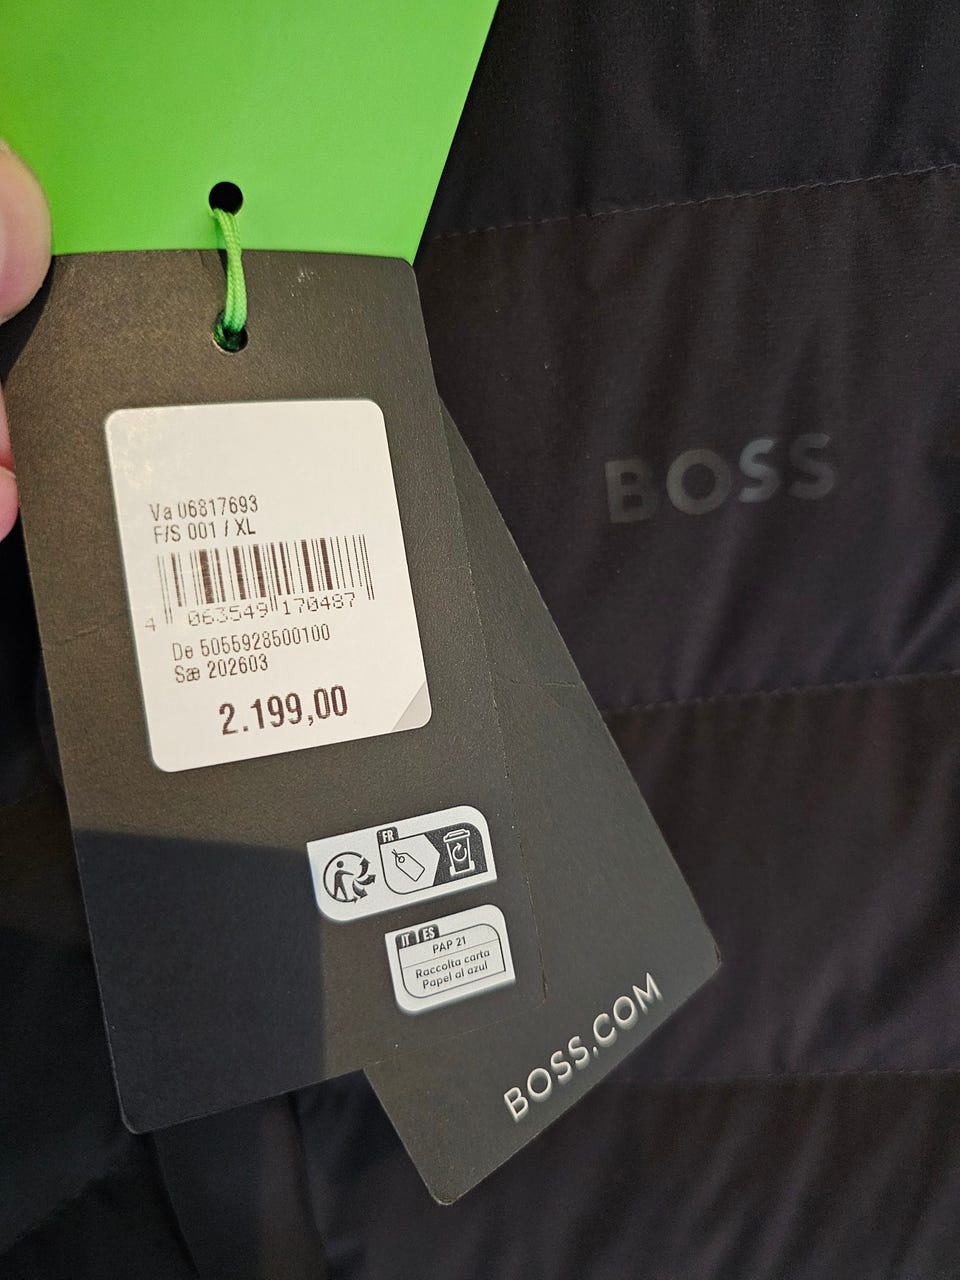 Va 06817693
F/S 001 / XL
4 063549 170487
De 5055928500100
Sæ 202603
2.199,00
FR
IT ES
PAP 21
Raccolta carta
Papel al azul
BOSS.COM
BOSS